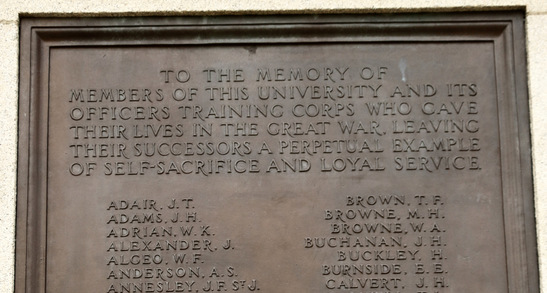 TO THE MEMORY OF
MEMBERS OF THIS UNIVERSITY AND ITS
OFFICERS TRAINING CORPS WHO GAVE
THEIR LIVES IN THE GREAT WAR, LEAVING
THEIR SUCCESSORS A PERPETUAL EXAMPLE
OF SELF-SACRIFICE AND LOYAL SERVICE.
ADAIR. J.T.
ADAMS. J.H.
ADRIAN. W.K.
ALEXANDER. J.
ALGEO. W.F.
ANDERSON. A.S.
ANNESLEY. J.F. ST J.
BROWN. T.F.
BROWNE. M.H.
BROWNE. W.A.
BUCHANAN. J.H.
BUCKLEY. H.
BURNSIDE. E.E.
CALVERT. J.H.